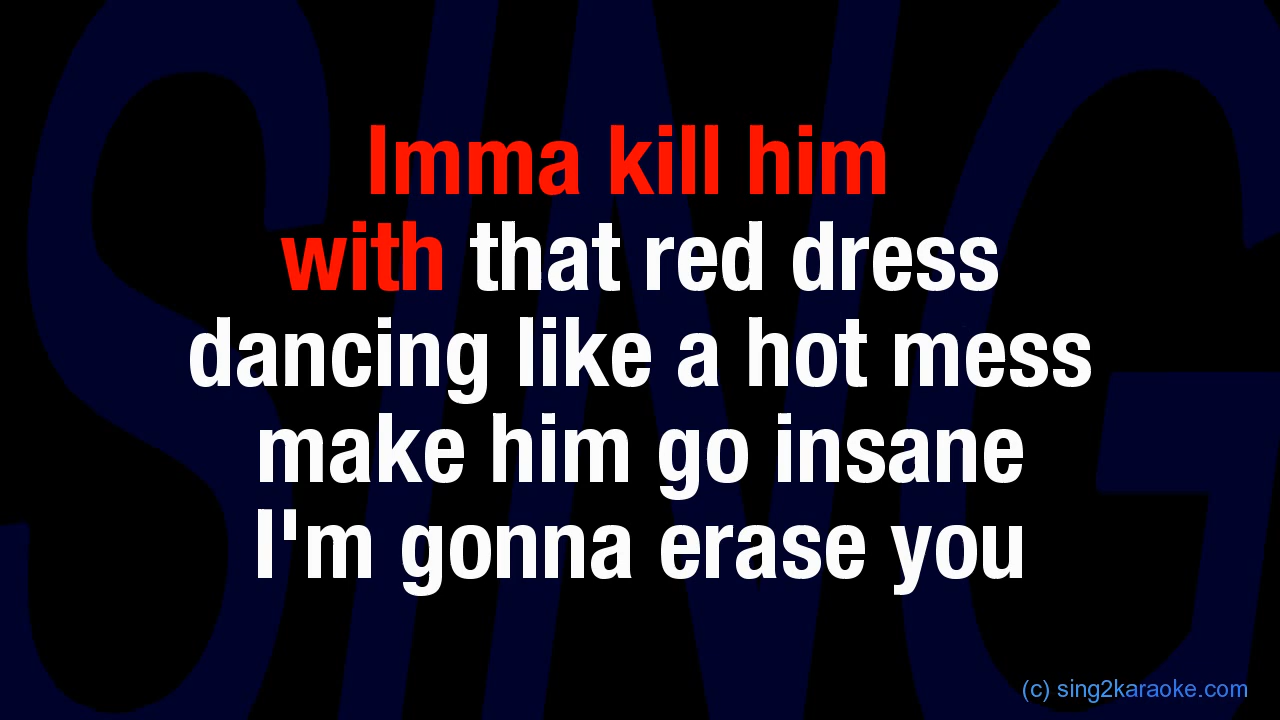 Imma kill him
with that red dress
dancing like a hot mess
make him go insane
I'm gonna erase you
SING
(c) sing2karaoke.com